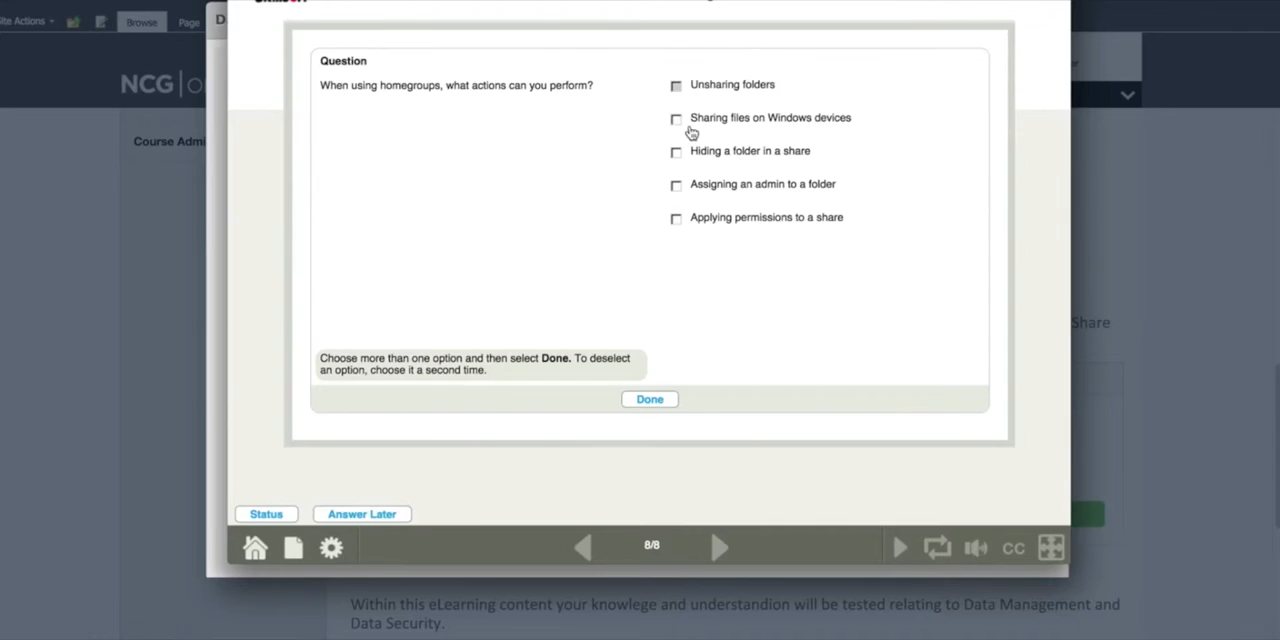 ite Actions
Browse
Page
D
NCG
Course Admi
Question
When using homegroups, what actions can you perform?
Unsharing folders
Sharing files on Windows devices
Hiding a folder in a share
Assigning an admin to a folder
Applying permissions to a share
Choose more than one option and then select Done. To deselect
an option, choose it a second time.
Done
Share
Status
Answer Later
8/8
CC
Within this eLearning content your knowlege and understandion will be tested relating to Data Management and
Data Security.